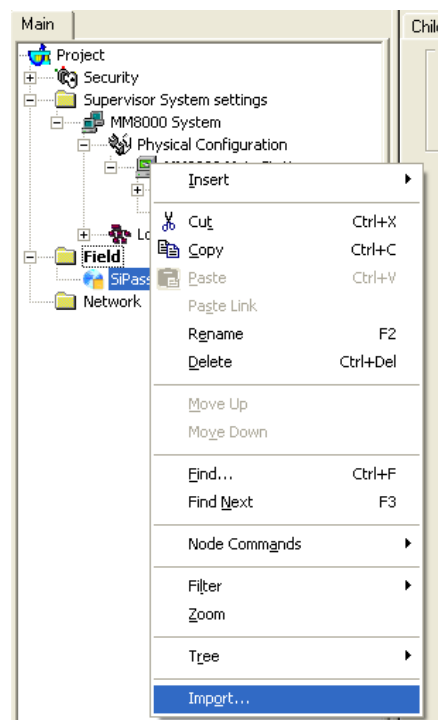 Main
Chil
Project
Security
Supervisor System settings
MM8000 System
Physical Configuration
Insert
Cut Ctrl+X
Lo
Copy Ctrl+C
Field
Paste Ctrl+V
SiPass
Network
Paste Link
Rename F2
Delete Ctrl+Del
Move Up
Move Down
Find... Ctrl+F
Find Next F3
Node Commands
Filter
Zoom
Tree
Import...